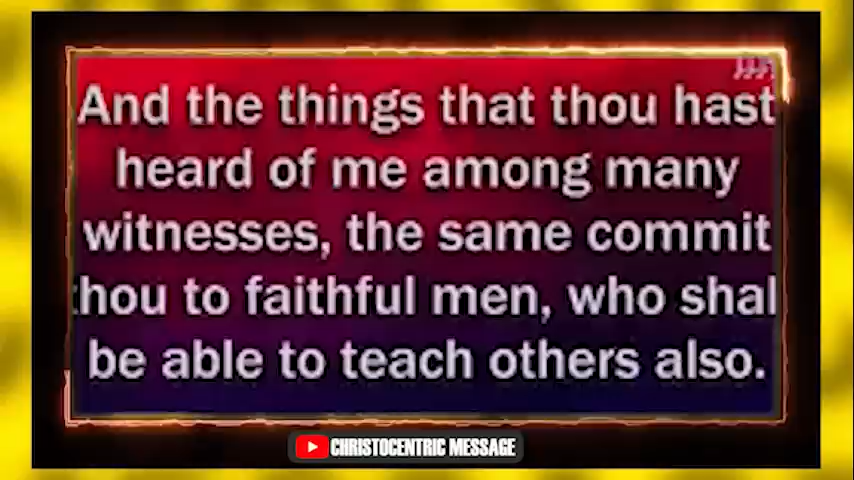 And the things that thou hast
heard of me among many
witnesses, the same commit
thou to faithful men, who shal
be able to teach others also.
CHRISTOCENTRIC MESSAGE